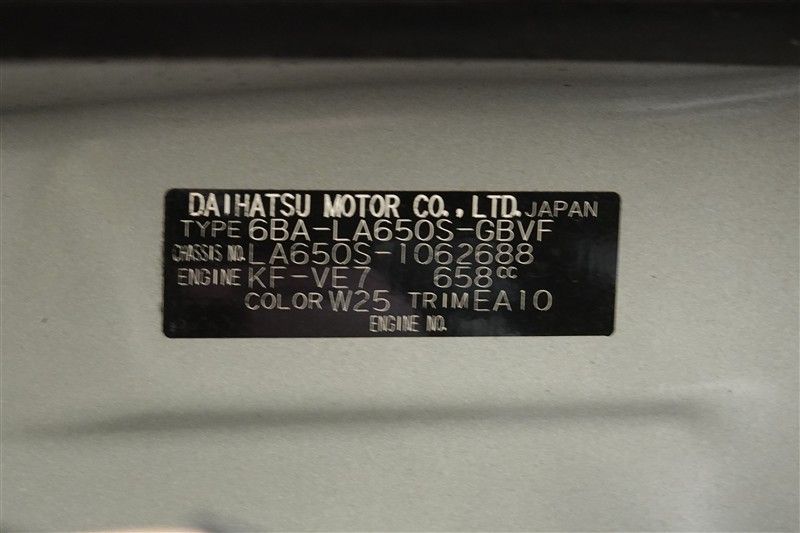 DAIHATSU MOTOR CO., LTD. JAPAN
TYPE 6BA-LA650S-GBVF
CHASSIS NO. LA650S-1062688
ENGINE KF-VE7 658cc
COLOR W25 TRIM EA10
ENGINE NO.